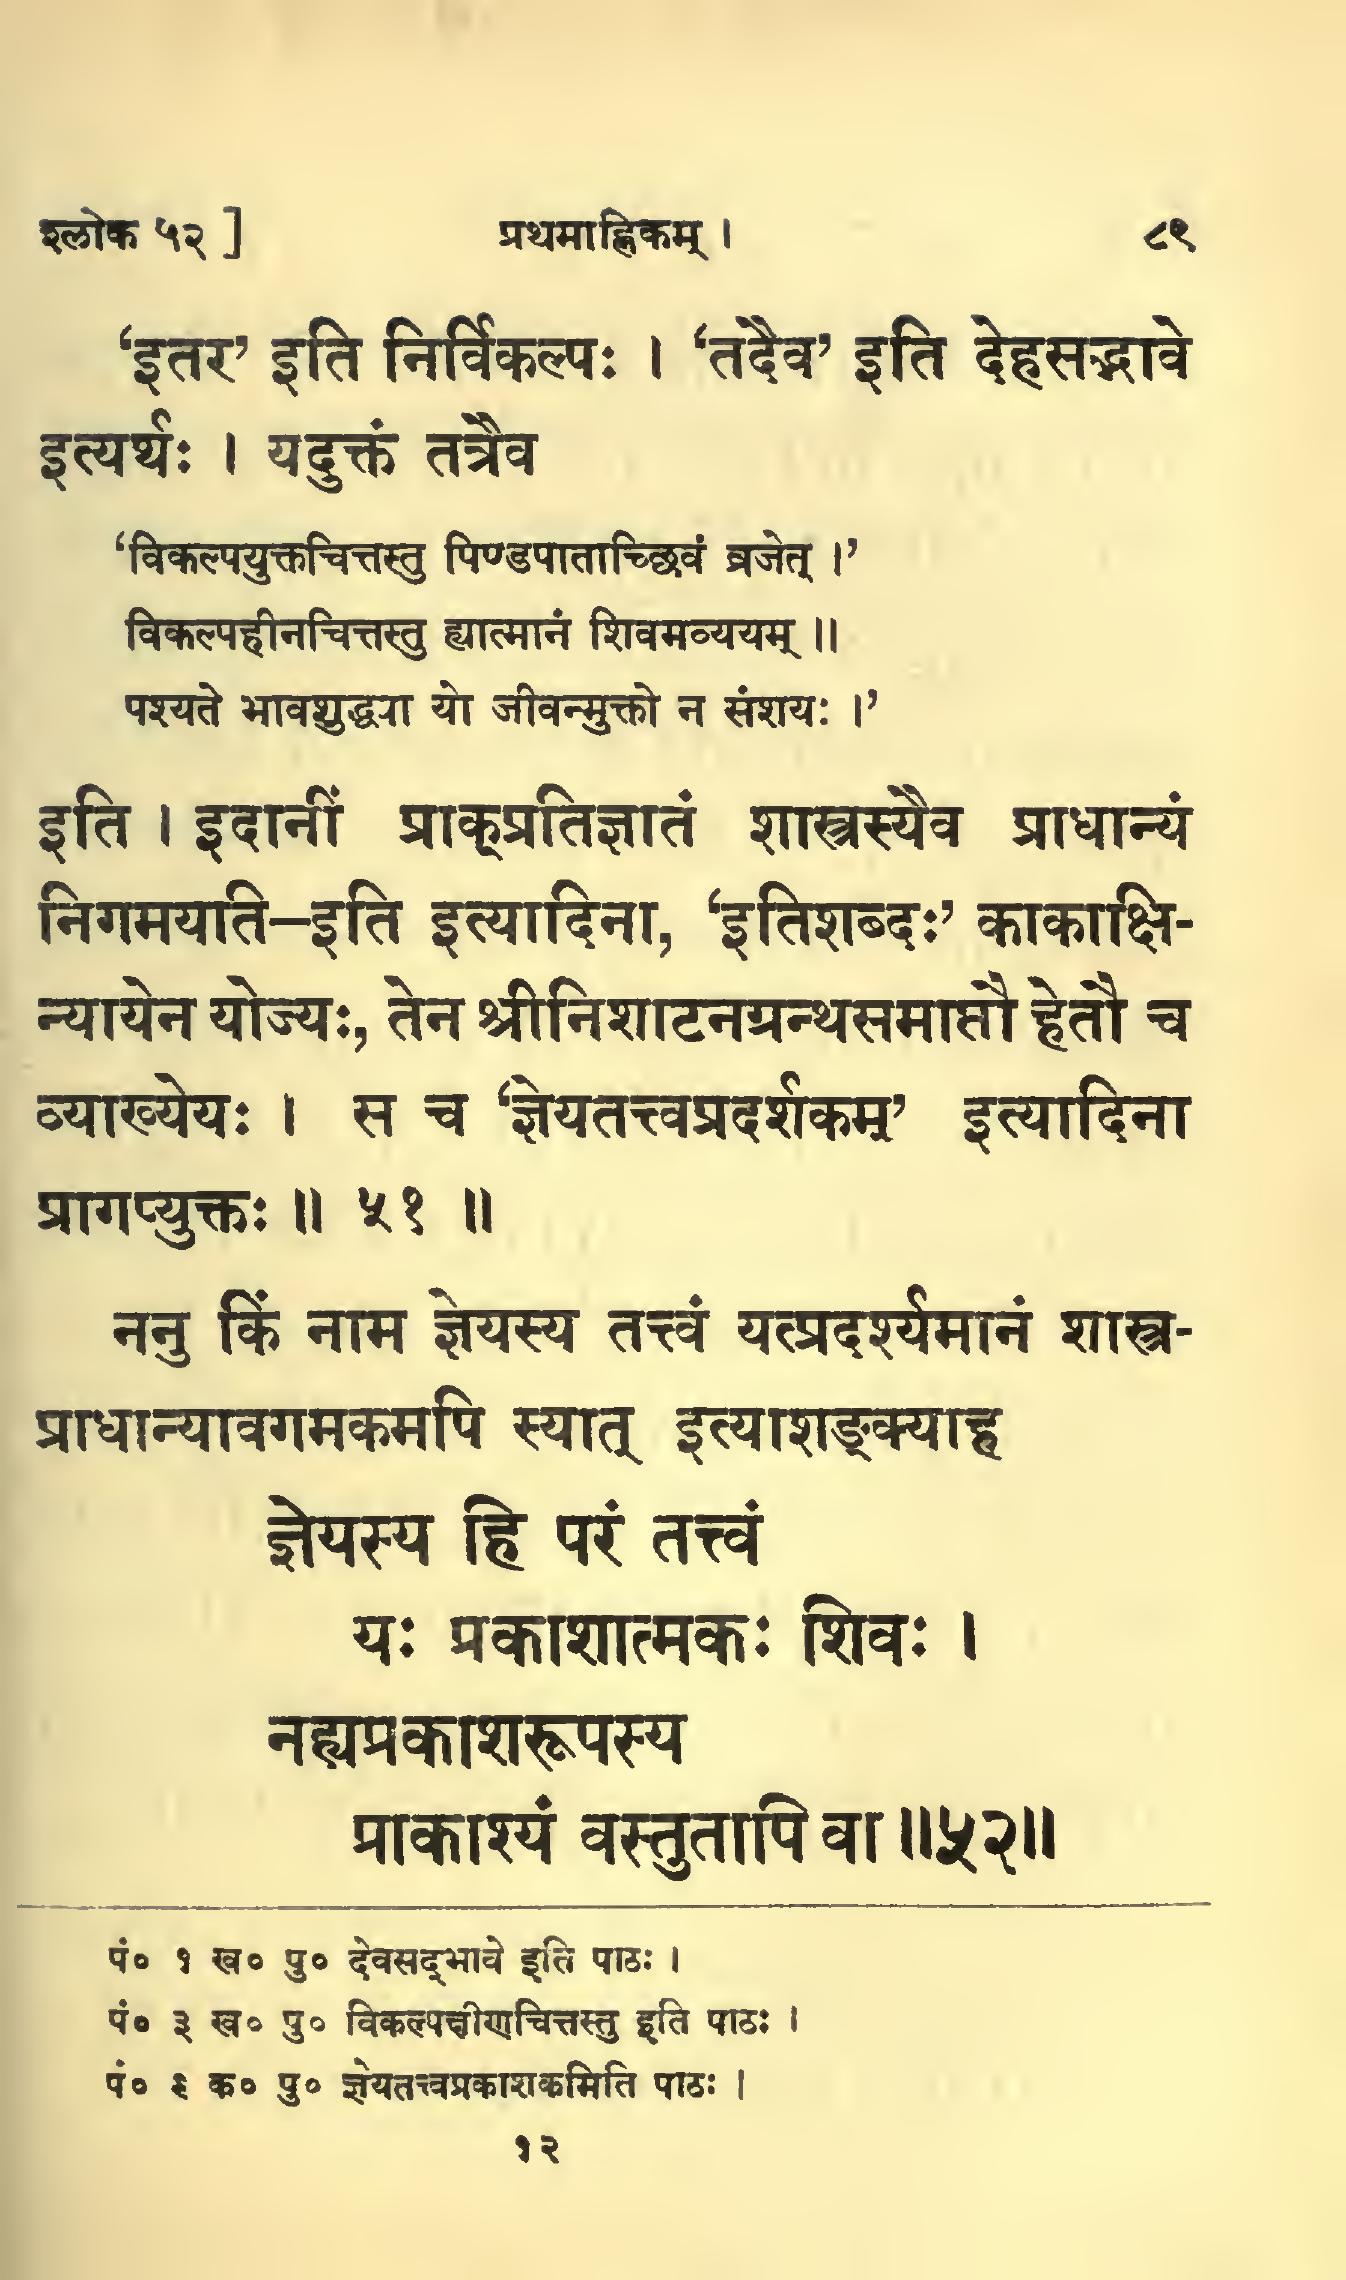 श्लोक ५२ ] प्रथमाह्निकम् । ८९
‘इतर’ इति निर्विकल्पः । ‘तदैव’ इति देहसद्भावे
इत्यर्थः । यदुक्तं तत्रैव
‘विकल्पयुक्तचित्तस्तु पिण्डपाताच्छिवं व्रजेत् ।’
विकल्पहीनचित्तस्तु ह्यात्मानं शिवमव्ययम् ॥
पश्यते भावशुद्ध्या यो जीवन्मुक्तो न संशयः ।’
इति । इदानीं प्राक्प्रतिज्ञातं शास्त्रस्यैव प्राधान्यं
निगमयति—इति इत्यादिना, ‘इतिशब्दः’ काकाक्षि-
न्यायेन योज्यः, तेन श्रीनिशाटनग्रन्थसमाप्तौ हेतौ च
व्याख्येयः । स च ‘ज्ञेयतत्त्वप्रदर्शकम्’ इत्यादिना
प्रागप्युक्तः ॥ ५१ ॥
ननु किं नाम ज्ञेयस्य तत्त्वं यत्प्रदर्श्यमानं शास्त्र-
प्राधान्यावगमकमपि स्यात् इत्याशङ्क्याह
ज्ञेयस्य हि परं तत्त्वं
यः प्रकाशात्मकः शिवः ।
नह्यप्रकाशरूपस्य
प्राकाश्यं वस्तुतापि वा ॥५२॥
पं० १ ख० पु० देवसद्भावे इति पाठः ।
पं० ३ ख० पु० विकल्पक्षीणचित्तस्तु इति पाठः ।
पं० ९ क० पु० ज्ञेयतत्त्वप्रकाशकमिति पाठः ।
१२